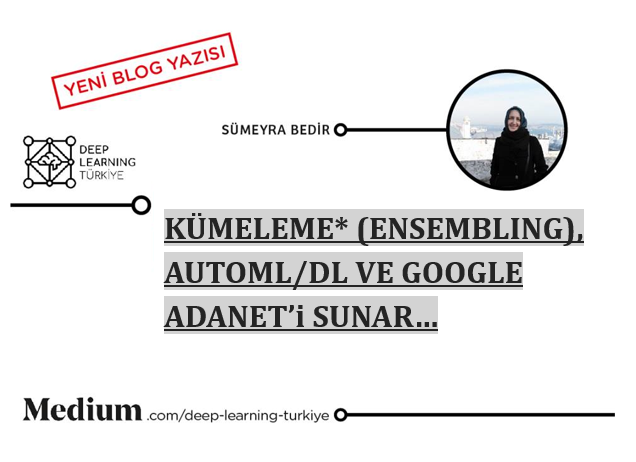 YENİ BLOG YAZISI
SÜMEYRA BEDİR
DEEP
LEARNING
TÜRKİYE
KÜMELEME* (ENSEMBLING),
AUTOML/DL VE GOOGLE
ADANET’i SUNAR...
Medium.com/deep-learning-turkiye